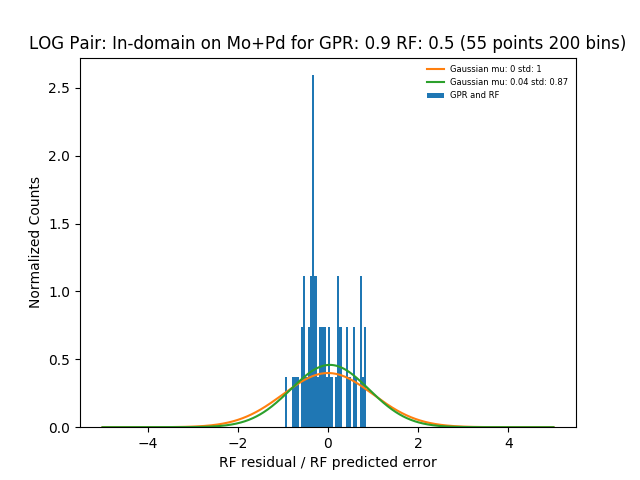 LOG Pair: In-domain on Mo+Pd for GPR: 0.9 RF: 0.5 (55 points 200 bins)
Gaussian mu: 0 std: 1
Gaussian mu: 0.04 std: 0.87
GPR and RF
Normalized Counts
2.5
2.0
1.5
1.0
0.5
0.0
−4 −2 0 2 4
RF residual / RF predicted error